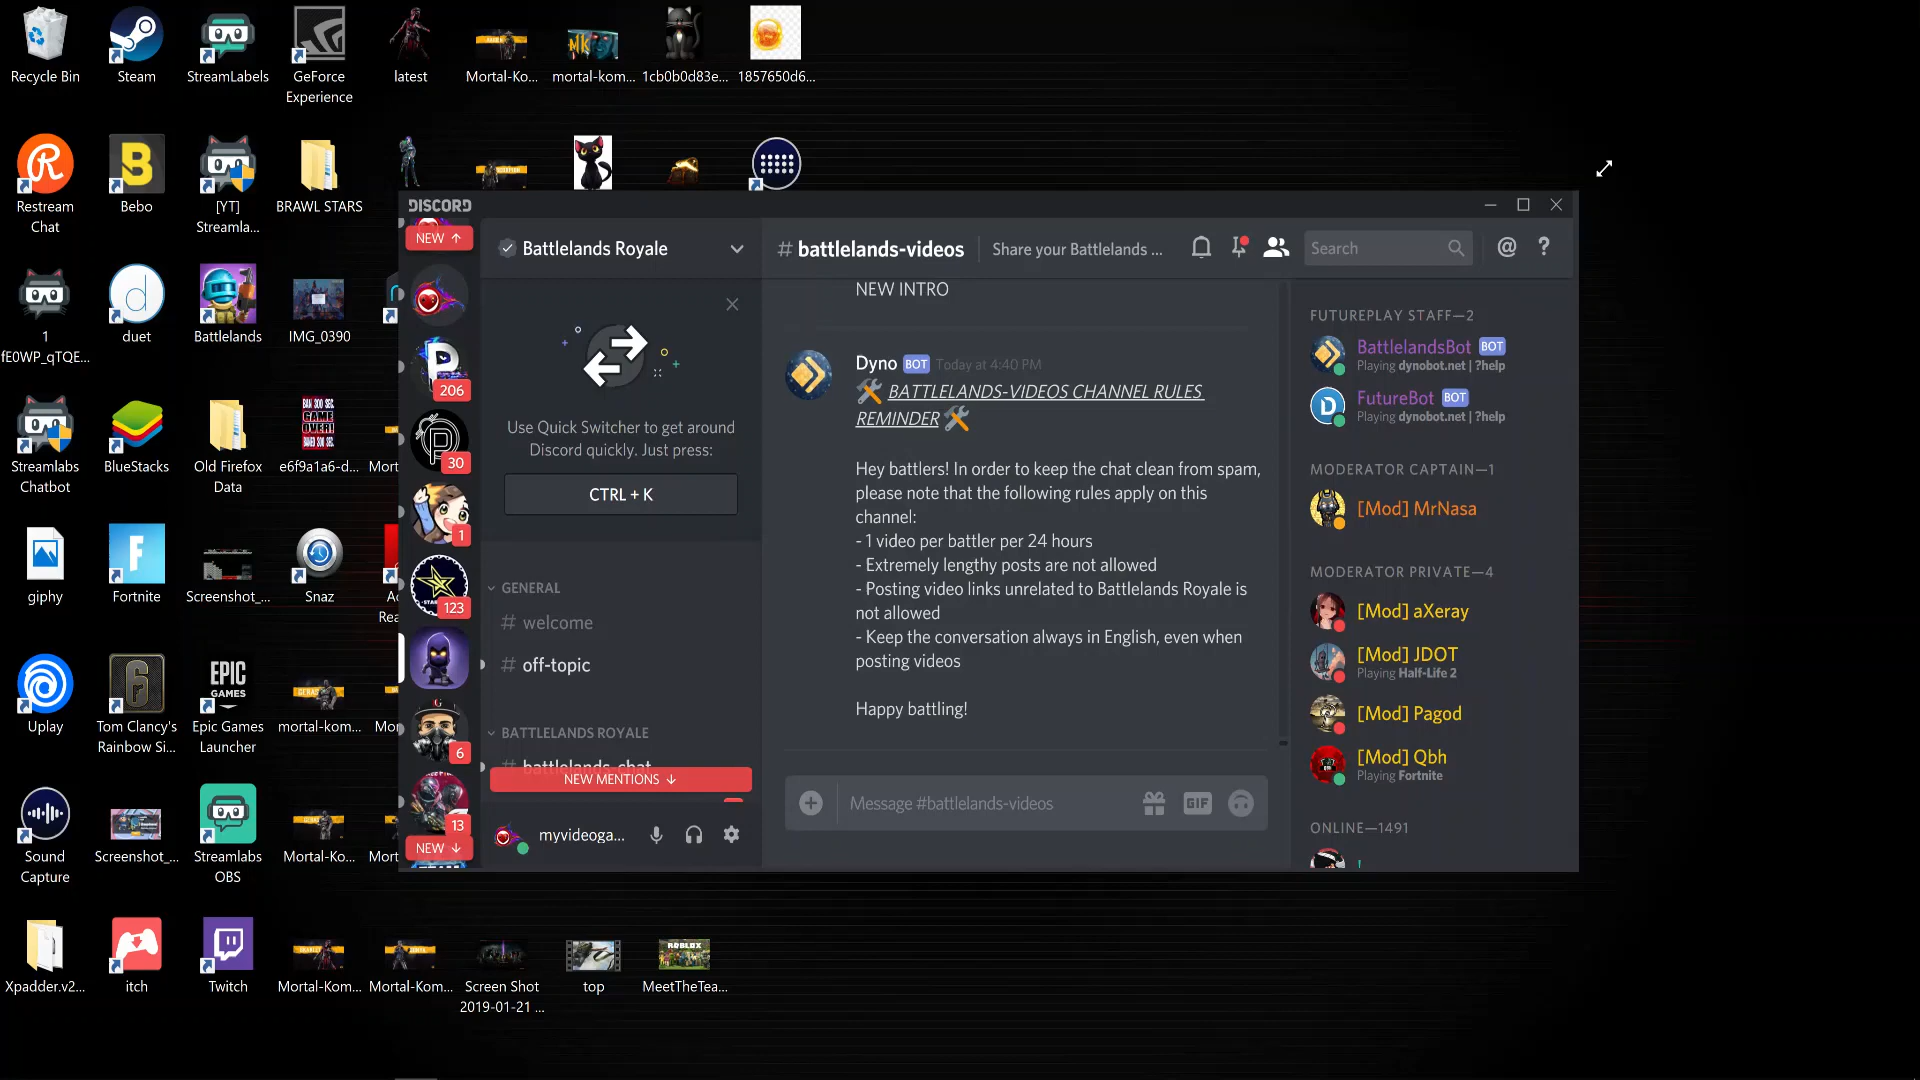 Recycle Bin
Steam
StreamLabels
GeForce
Experience
latest
Mortal-Ko...
mortal-kom...
1cb0b0d83e...
1857650d6...
Restream
Chat
Bebo
[YT]
Streamla...
BRAWL STARS
1
fE0WP_qTQE...
duet
Battlelands
IMG_0390
Streamlabs
Chatbot
BlueStacks
Old Firefox
Data
e6f9a1a6-d...
Mort
giphy
Fortnite
Screenshot_...
Snaz
Ac
Rea
Uplay
Tom Clancy's
Rainbow Si...
EPIC
GAMES
Epic Games
Launcher
mortal-kom...
Mor
Sound
Capture
Screenshot_...
Streamlabs
OBS
Mortal-Ko...
Mort
Xpadder.v2...
itch
Twitch
Mortal-Kom...
Mortal-Kom...
Screen Shot
2019-01-21 ...
top
ROBLOX
MeetTheTea...
DISCORD
NEW ↑
206
30
1
123
6
13
NEW ↓
Battlelands Royale
Use Quick Switcher to get around
Discord quickly. Just press:
CTRL + K
GENERAL
# welcome
# off-topic
BATTLELANDS ROYALE
battlelands-chat
NEW MENTIONS ↓
myvideoga...
# battlelands-videos
Share your Battlelands ...
Search
NEW INTRO
Dyno BOT Today at 4:40 PM
BATTLELANDS-VIDEOS CHANNEL RULES
REMINDER
Hey battlers! In order to keep the chat clean from spam,
please note that the following rules apply on this
channel:
- 1 video per battler per 24 hours
- Extremely lengthy posts are not allowed
- Posting video links unrelated to Battlelands Royale is
not allowed
- Keep the conversation always in English, even when
posting videos
Happy battling!
Message #battlelands-videos
GIF
FUTUREPLAY STAFF—2
BattlelandsBot BOT
Playing dynobot.net | ?help
FutureBot BOT
Playing dynobot.net | ?help
MODERATOR CAPTAIN—1
[Mod] MrNasa
MODERATOR PRIVATE—4
[Mod] aXeray
[Mod] JDOT
Playing Half-Life 2
[Mod] Pagod
[Mod] Qbh
Playing Fortnite
ONLINE—1491